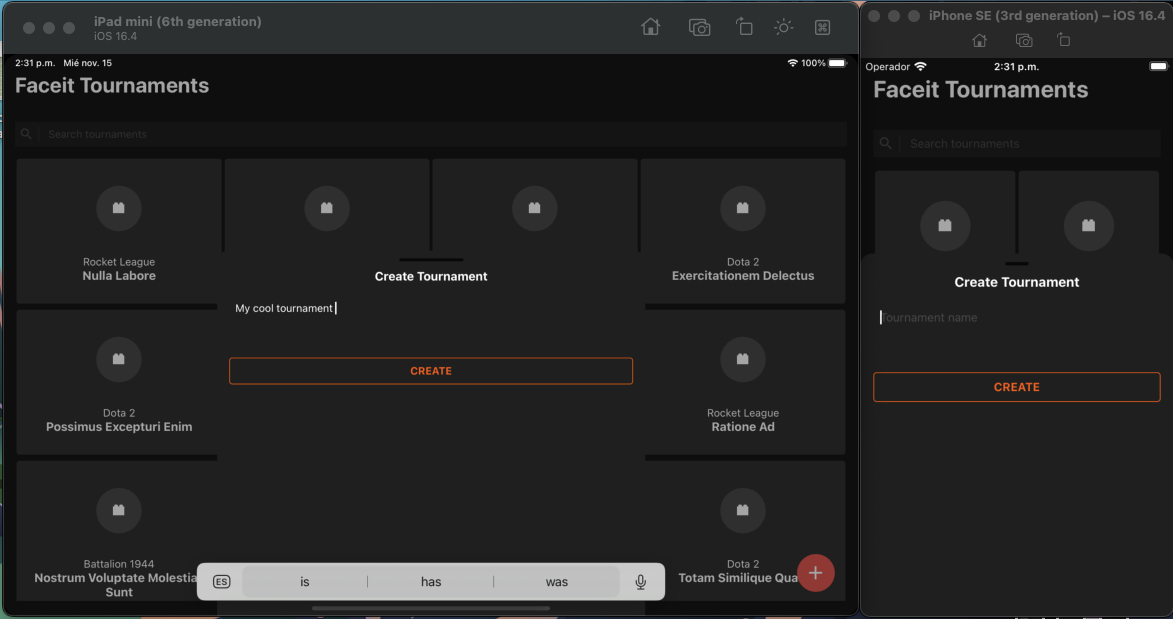 iPad mini (6th generation)
iOS 16.4
2:31 p.m. Mié nov. 15
100%
Faceit Tournaments
Search tournaments
Rocket League
Nulla Labore
Dota 2
Exercitationem Delectus
Create Tournament
My cool tournament
CREATE
Dota 2
Possimus Excepturi Enim
Rocket League
Ratione Ad
Battalion 1944
Nostrum Voluptate Molestia
Sunt
Dota 2
Totam Similique Qua
ES
is
has
was
iPhone SE (3rd generation) – iOS 16.4
Operador
2:31 p.m.
Faceit Tournaments
Search tournaments
Create Tournament
Tournament name
CREATE